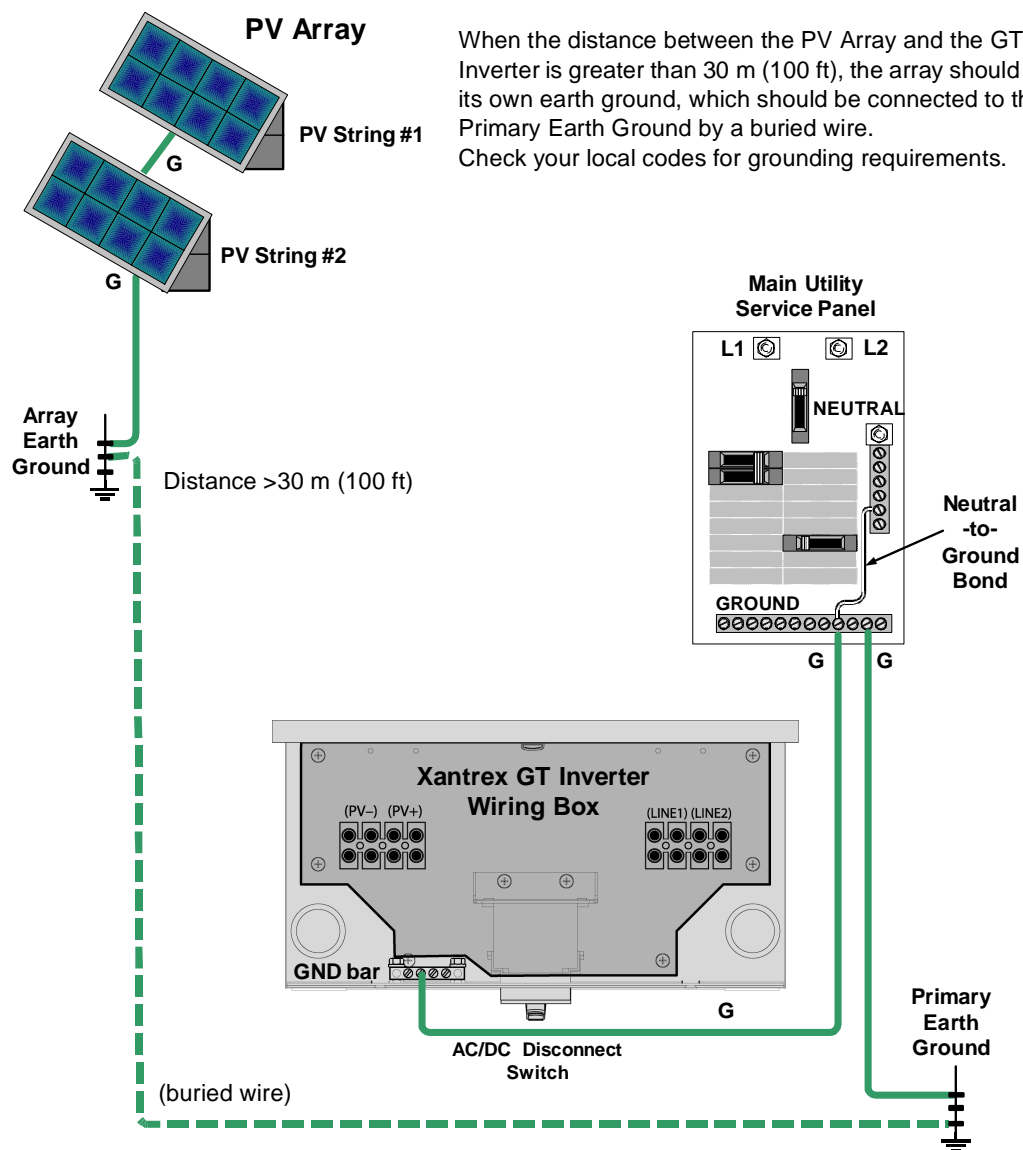 PV Array
When the distance between the PV Array and the GT
Inverter is greater than 30 m (100 ft), the array should
its own earth ground, which should be connected to th
Primary Earth Ground by a buried wire.
Check your local codes for grounding requirements.
PV String #1
G
PV String #2
G
Main Utility
Service Panel
L1
L2
NEUTRAL
Array
Earth
Ground
Distance >30 m (100 ft)
Neutral
-to-
Ground
Bond
GROUND
G
G
Xantrex GT Inverter
Wiring Box
(PV–) (PV+)
(LINE1) (LINE2)
GND bar
G
AC/DC Disconnect
Switch
Primary
Earth
Ground
(buried wire)